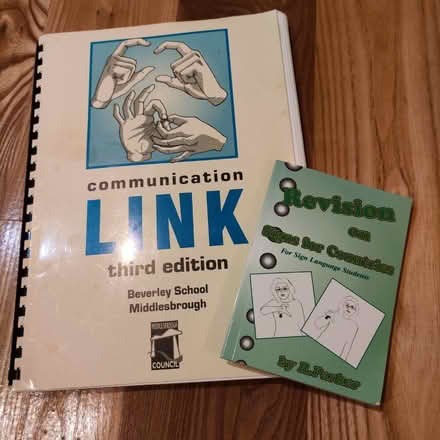 communication
LINK
third edition
Beverley School
Middlesbrough
MIDDLESBROUGH
COUNCIL
Revision
on
Signs for Countries
For Sign Language Students
by E.Parker